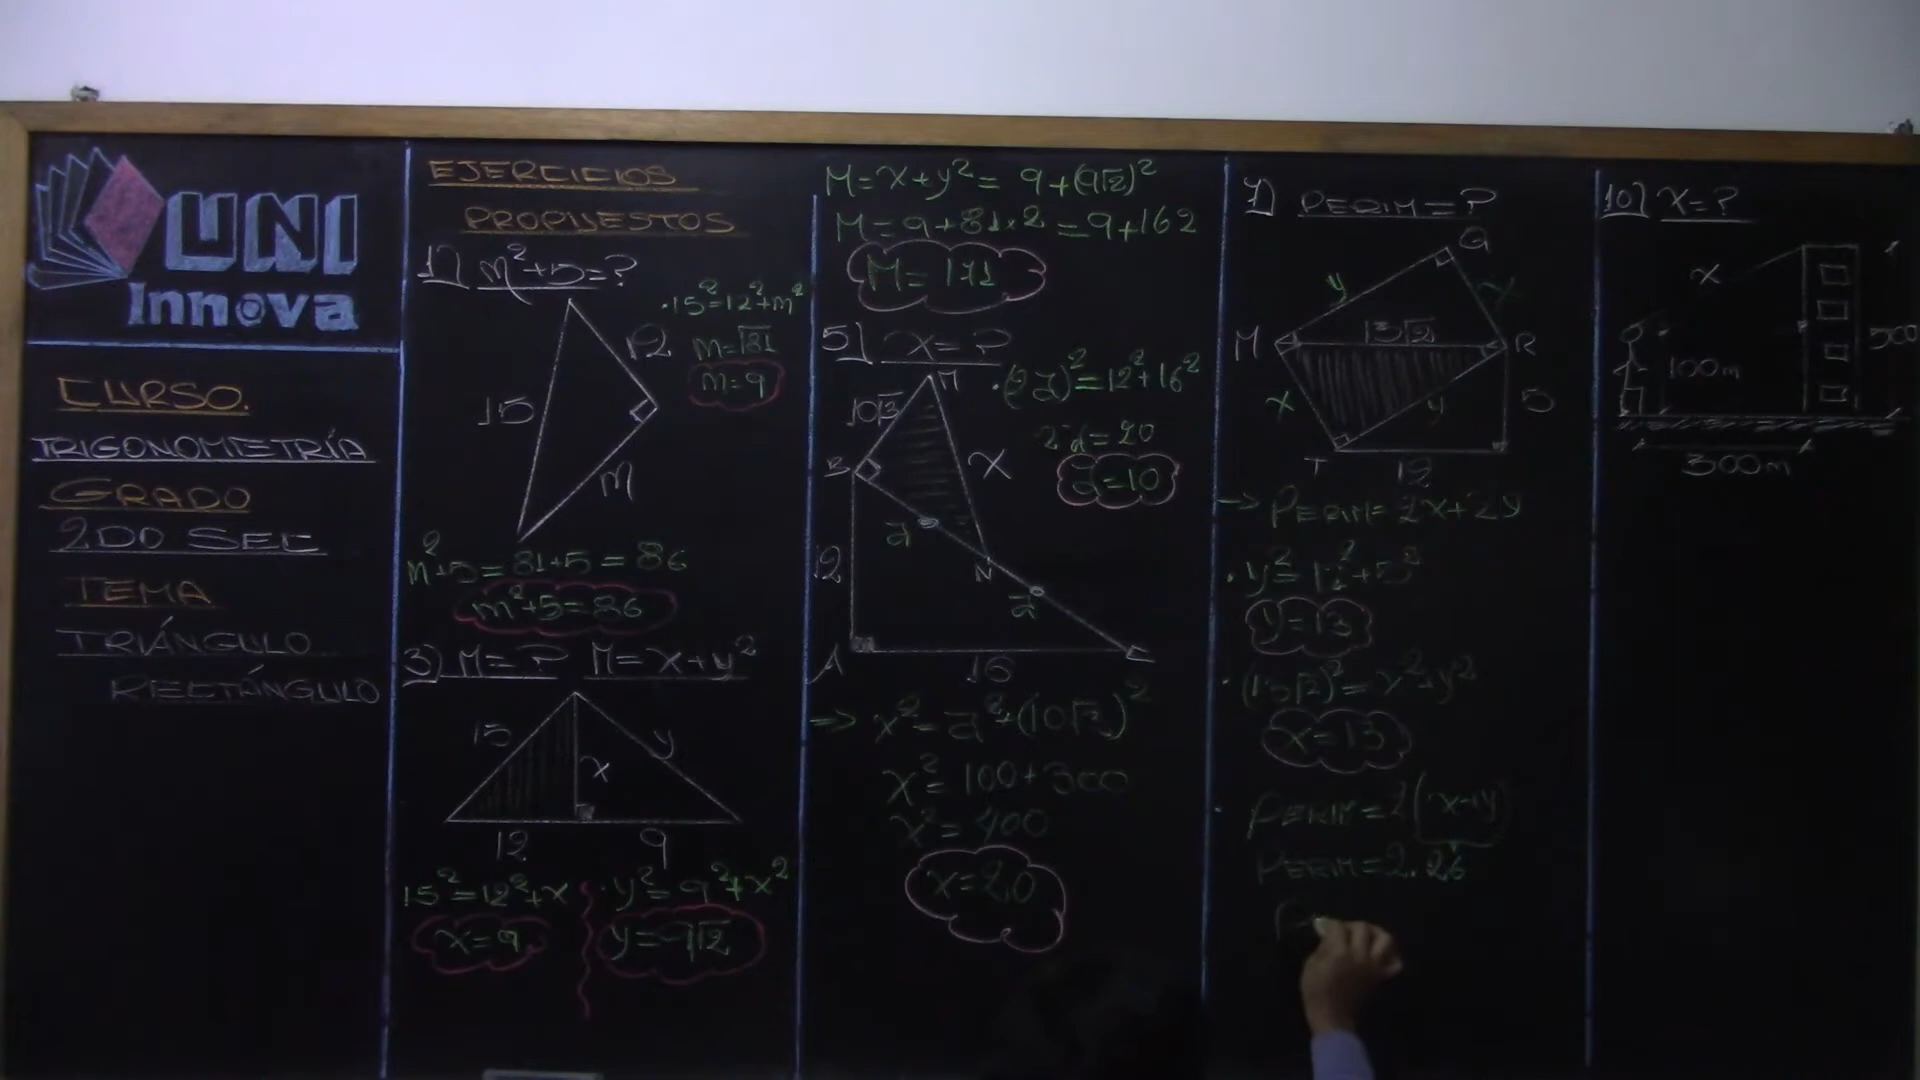 UNI
Innova
CURSO.
TRIGONOMETRÍA
GRADO
2DO SEC
TEMA
TRIÁNGULO
RECTÁNGULO
EJERCICIOS
PROPUESTOS
1) m²+5=?
·15²=12²+m²
m=√81
m=9
12
15
m
m²+5=81+5=86
m²+5=86
3) M=? M=x+y²
15
y
x
12
9
15²=12²+x
x=9
·y²=9²+x²
y=9√2
M=x+y²= 9+(9√2)²
M=9+81×2=9+162
M=171
5) x=?
·(2a)²=12²+16²
2a=20
a=10
M
10√3
B
x
a
N
12
a
A
16
C
=> x²=a²+(10√3)²
x²=100+300
x²=400
x=20
7) PERIM=?
Q
y
x
M
13√2
R
x
y
5
T
12
-> PERIM=2x+2y
·y²=12²+5²
y=13
·(13√2)²=x²+y²
x=13
· PERIM=2(x+y)
PERIM=2.26
10) x=?
x
100m
500
300m